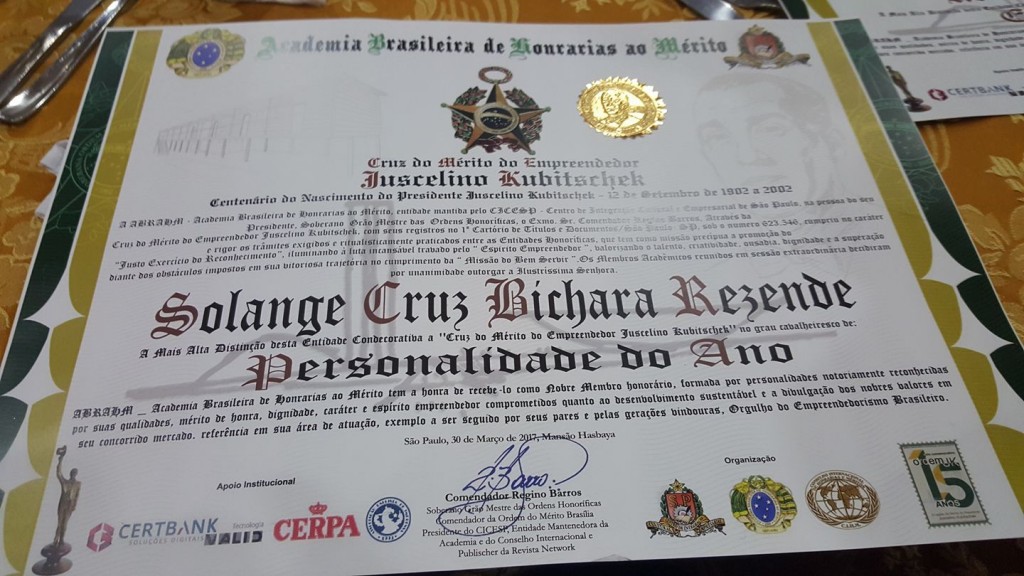 Academia Brasileira de Honrarias ao Mérito
Cruz do Mérito do Empreendedor
Juscelino Kubitschek
Centenário do Nascimento do Presidente Juscelino Kubitschek - 12 de Setembro de 1902 a 2002
A ABRAHM - Academia Brasileira de Honrarias ao Mérito, entidade mantida pelo CICESP - Centro de Integração Cultural e Empresarial de São Paulo, na pessoa do seu
Presidente, Soberano Grão Mestre das Ordens Honoríficas, o Exmo. Sr. Comendador Regino Barros. Através da
Cruz do Mérito do Empreendedor Juscelino Kubitschek, com seus registros no 1º Cartório de Títulos e Documentos/ São Paulo - SP, sob o número 623.346, cumpriu na caráter
e rigor os trâmites exigidos e ritualisticamente praticados entre as Entidades Honoríficas, que tem como missão precípua a promoção do
"Justo Exercício do Reconhecimento", iluminando a luta incansável trabado pelo " Espírito Empreendedor ", valorizando o talento, criatividade, ousadia, dignidade e a superação
diante dos obstáculos impostos em sua vitoriosa trajetória no cumprimento da " Missão do Bem Servir ".Os Membros Acadêmicos reunidos em sessão extraordinária decidiram
por unanimidade outorgar a Ilustríssima Senhora.
Solange Cruz Bichara Rezende
A Mais Alta Distinção desta Entidade Condecorativa a "Cruz do Mérito do Empreendedor Juscelino Kubitschek" no grau cavalheiresco de:
Personalidade do Ano
ABRAHM _ Academia Brasileira de Honrarias ao Mérito tem a honra de recebe-lo como Nobre Membro honorário, formada por personalidades notoriamente reconhecidas
por suas qualidades, mérito de honra, dignidade, caráter e espírito empreendedor comprometidos quanto ao desenbolvimento sustentável e a divulgação dos nobres valores em
seu concorrido mercado. referência em sua área de atuação, exemplo a ser seguido por seus pares e pelas gerações vindouras, Orgulho do Empreendedorismo Brasileiro.
São Paulo, 30 de Março de 2017, Mansão Hasbaya
Apoio Institucional
Organização
Comendador Regino Barros
Soberano Grão Mestre das Ordens Honoríficas
Comendador da Ordem do Mérito Brasília
Presidente do CICESP, Entidade Mantenedora da
Academia e do Conselho Internacional e
Publischer da Revista Network
CERTBANK
SOLUÇÕES DIGITAIS
Tecnologia
VALID
CERPA
15
ANOS
CERTBANK